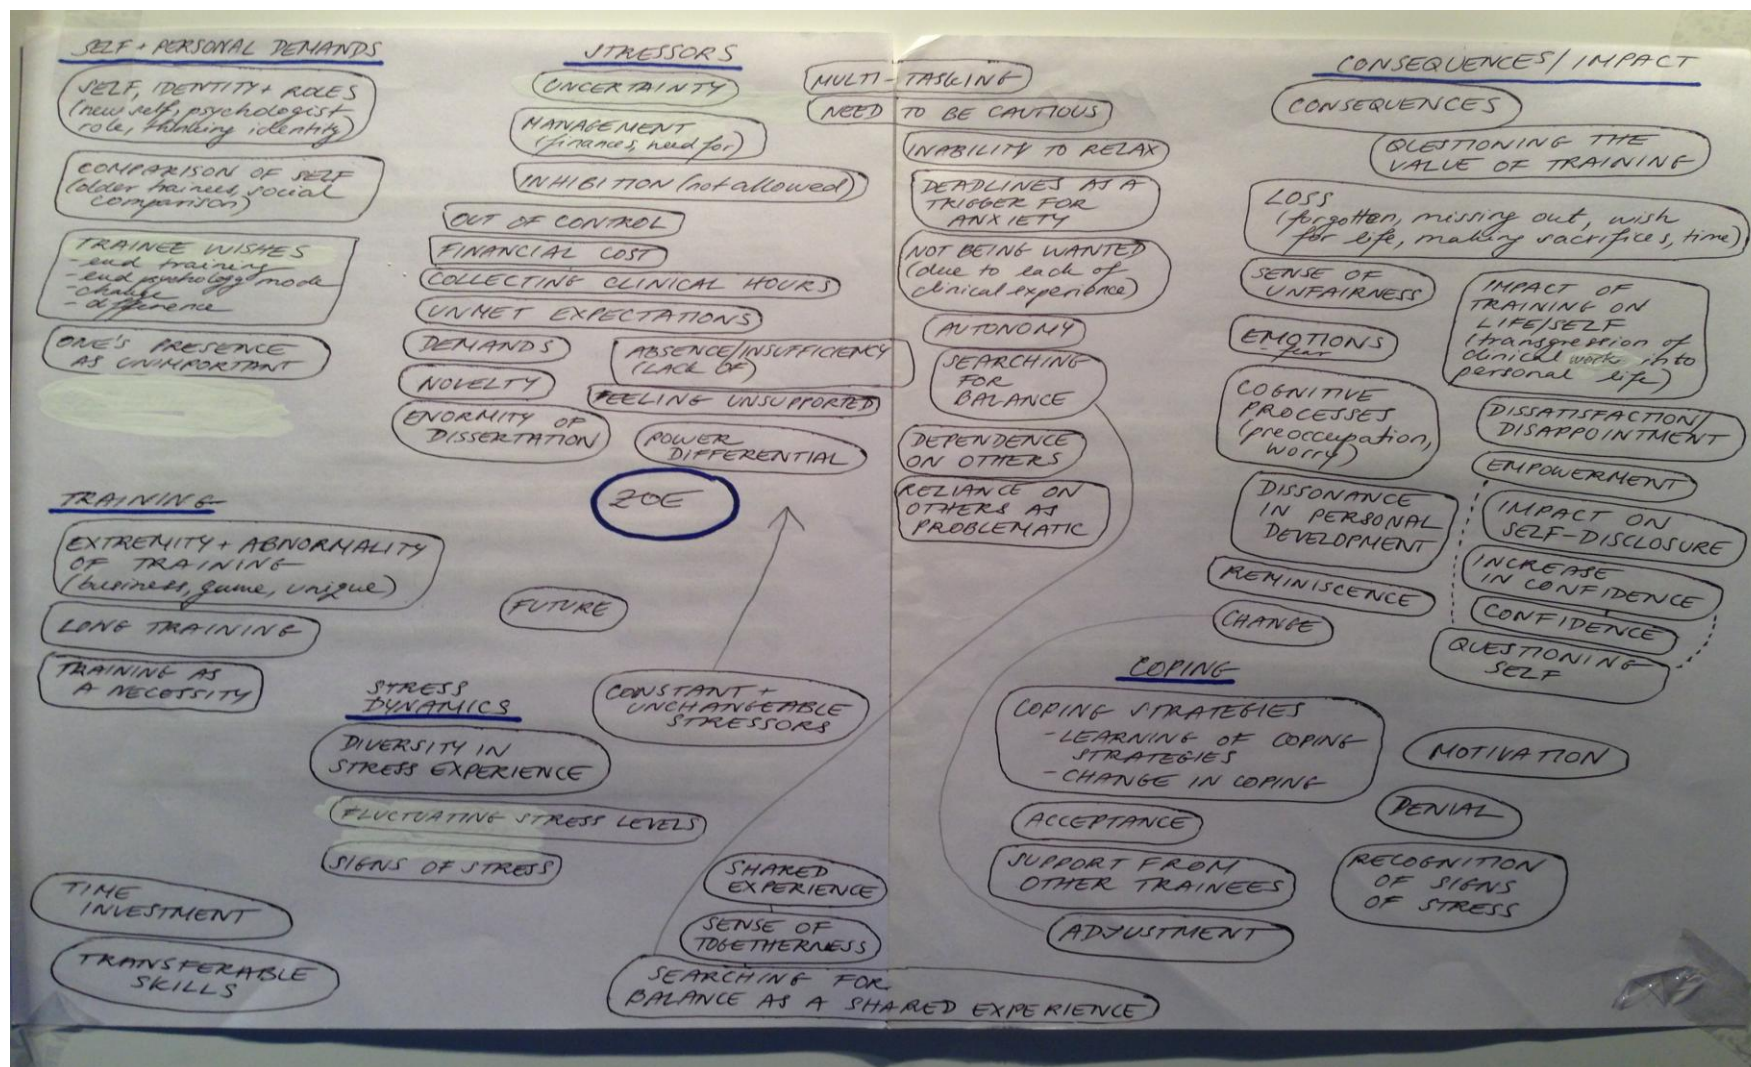 SELF + PERSONAL DEMANDS
SELF, IDENTITY + ROLES
(new self, psychologist
role, thinking identity)
COMPARISON OF SELF
(older trainees, social
comparison)
TRAINEE WISHES
- end training
- end psychology mode
- change
- difference
ONE'S PRESENCE
AS UNIMPORTANT
STRESSORS
UNCERTAINTY
MANAGEMENT
(finances, need for)
INHIBITION (not allowed)
OUT OF CONTROL
FINANCIAL COST
COLLECTING CLINICAL HOURS
UNMET EXPECTATIONS
DEMANDS
ABSENCE/INSUFFICIENCY
(LACK OF)
NOVELTY
FEELING UNSUPPORTED
ENORMITY OF
DISSERTATION
POWER
DIFFERENTIAL
MULTI-TASKING
NEED TO BE CAUTIOUS
INABILITY TO RELAX
DEADLINES AS A
TRIGGER FOR
ANXIETY
NOT BEING WANTED
(due to lack of
clinical experience)
AUTONOMY
SEARCHING
FOR
BALANCE
DEPENDENCE
ON OTHERS
RELIANCE ON
OTHERS AS
PROBLEMATIC
CONSEQUENCES/IMPACT
CONSEQUENCES
QUESTIONING THE
VALUE OF TRAINING
LOSS
(forgotten, missing out, wish
for life, making sacrifices, time)
SENSE OF
UNFAIRNESS
EMOTIONS
fear
COGNITIVE
PROCESSES
(preoccupation,
worry)
DISSONANCE
IN PERSONAL
DEVELOPMENT
REMINISCENCE
CHANGE
IMPACT OF
TRAINING ON
LIFE/SELF
(transgression of
clinical work into
personal life)
DISSATISFACTION/
DISAPPOINTMENT
EMPOWERMENT
IMPACT ON
SELF-DISCLOSURE
INCREASE
IN CONFIDENCE
CONFIDENCE
QUESTIONING
SELF
ZOE
TRAINING
EXTREMITY + ABNORMALITY
OF TRAINING
(business, game, unique)
LONG TRAINING
TRAINING AS
A NECESSITY
FUTURE
STRESS
DYNAMICS
CONSTANT +
UNCHANGEABLE
STRESSORS
DIVERSITY IN
STRESS EXPERIENCE
FLUCTUATING STRESS LEVELS
SIGNS OF STRESS
COPING
COPING STRATEGIES
- LEARNING OF COPING
STRATEGIES
- CHANGE IN COPING
MOTIVATION
DENIAL
ACCEPTANCE
SUPPORT FROM
OTHER TRAINEES
RECOGNITION
OF SIGNS
OF STRESS
ADJUSTMENT
TIME
INVESTMENT
TRANSFERABLE
SKILLS
SHARED
EXPERIENCE
SENSE OF
TOGETHERNESS
SEARCHING FOR
BALANCE AS A SHARED EXPERIENCE